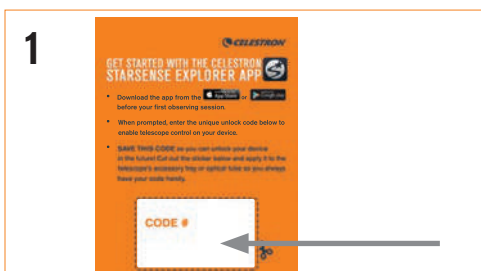 1
CELESTRON
GET STARTED WITH THE CELESTRON
STARSENSE EXPLORER APP
• Download the app from the App Store or Google Play
before your first observing session.
• When prompted, enter the unique unlock code below to
enable telescope control on your device.
• SAVE THIS CODE so you can unlock your device
in the future! Cut out the sticker below and apply it to the
telescope's accessory tray or optical tube so you always
have your code handy.
CODE #